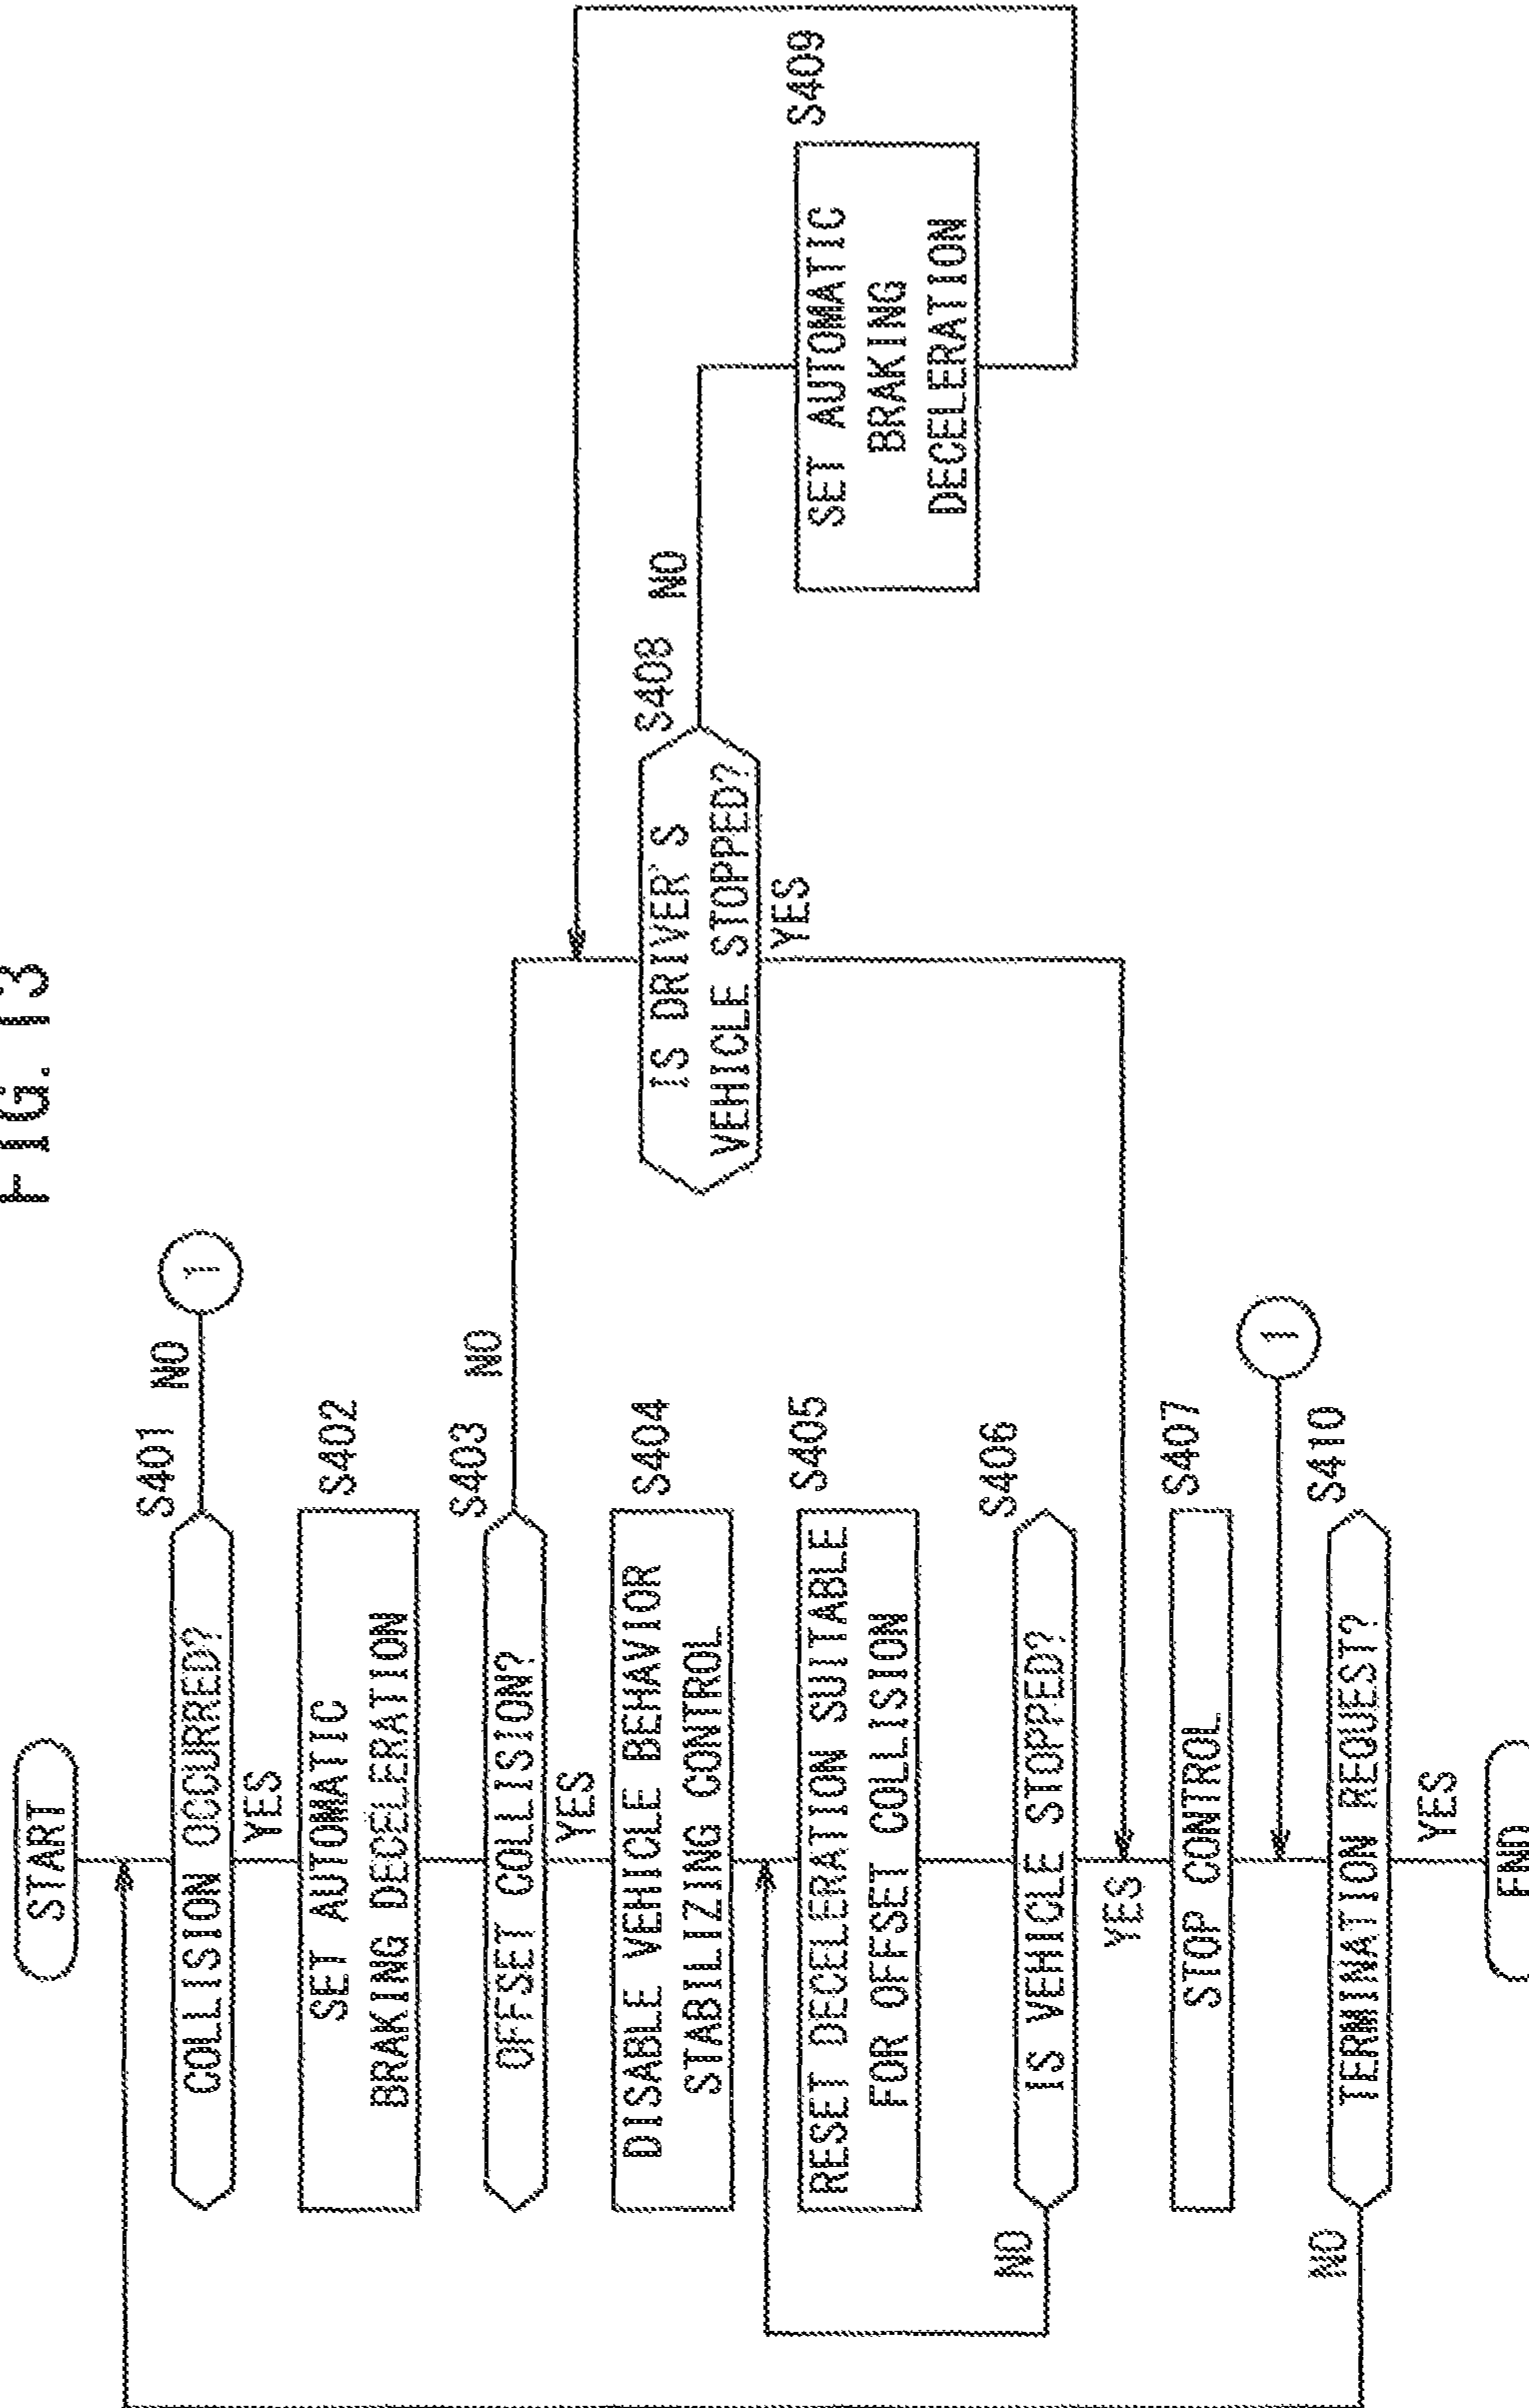 FIG. 13
START
COLLISION OCCURRED?
S401
NO
1
YES
SET AUTOMATIC
BRAKING DECELERATION
S402
OFFSET COLLISION?
S403
NO
YES
DISABLE VEHICLE BEHAVIOR
STABILIZING CONTROL
S404
RESET DECELERATION SUITABLE
FOR OFFSET COLLISION
S405
IS VEHICLE STOPPED?
S406
NO
YES
STOP CONTROL
S407
1
TERMINATION REQUEST?
S410
NO
YES
END
IS DRIVER'S
VEHICLE STOPPED?
S408
NO
YES
SET AUTOMATIC
BRAKING
DECELERATION
S409